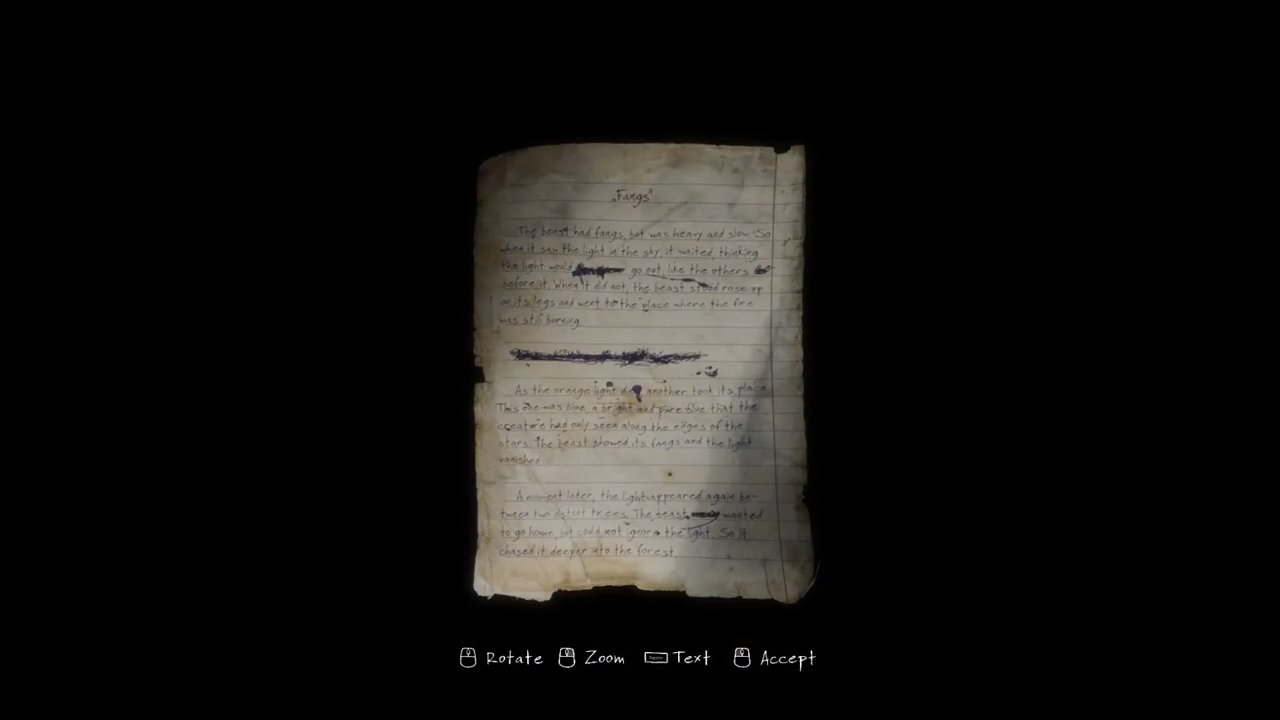 „Fangs"
The beast had fangs, but was heavy and slow. So
when it saw the light in the sky, it waited, thinking
the light would go out, like the others
before it. When it did not, the beast stood rose up
on its legs and went to the place where the fire
was still burning.
As the orange light died another took its place.
This one was blue, a bright and pure blue that the
creature had only seen along the edges of the
stars. The beast showed its fangs and the light
vanished.
A moment later, the light appeared again be-
tween two distant trees. The beast wanted
to go home, but could not ignore the light. So it
chased it deeper into the forest.
Rotate Zoom Text Accept